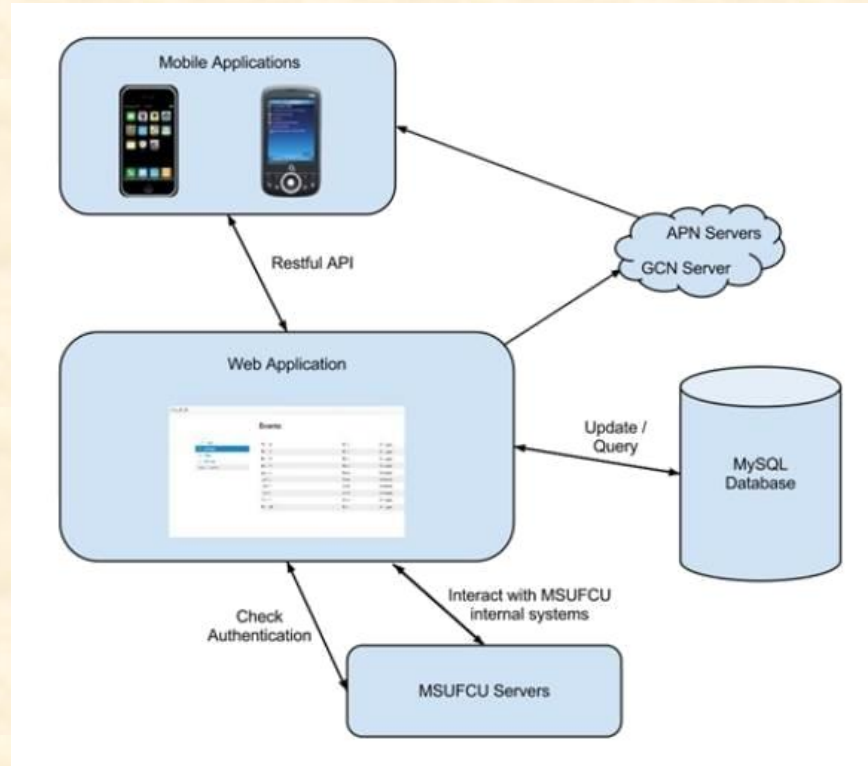 Mobile Applications
APN Servers
GCN Server
Restful API
Web Application
Events
Update /
Query
MySQL
Database
Check
Authentication
Interact with MSUFCU
internal systems
MSUFCU Servers